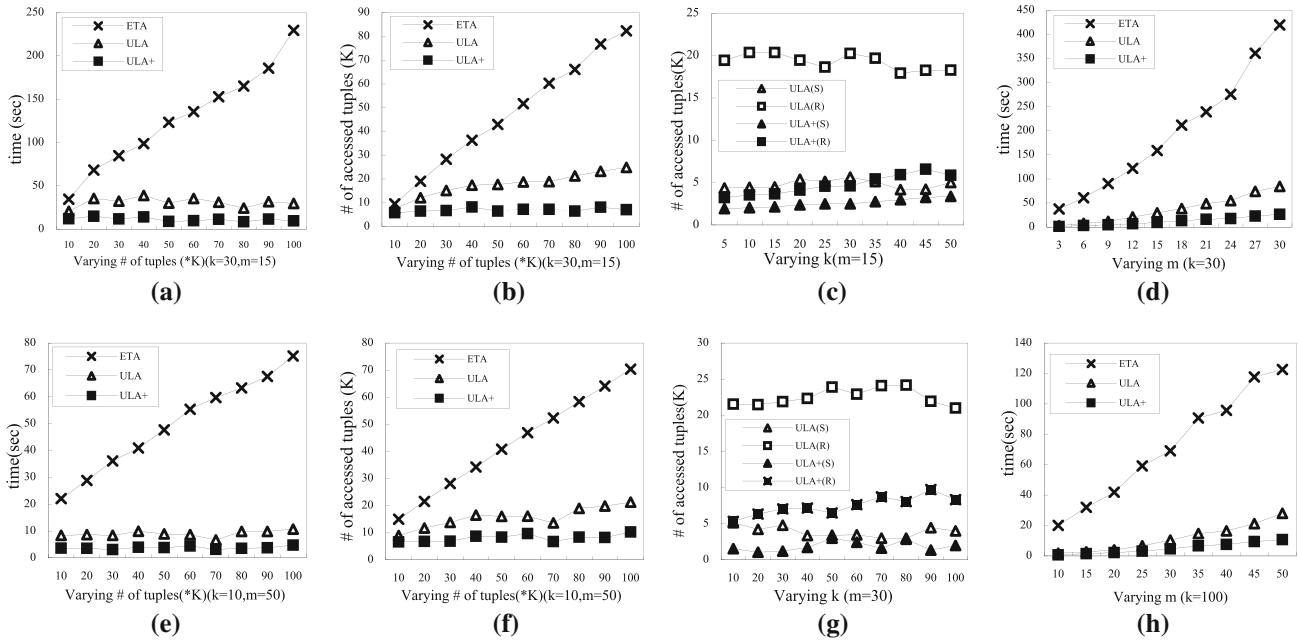 250
200
150
100
50
0
time (sec)
ETA
ULA
ULA+
10 20 30 40 50 60 70 80 90 100
Varying # of tuples (*K)(k=30,m=15)
(a)
90
80
70
60
50
40
30
20
10
0
# of accessed tuples (K)
ETA
ULA
ULA+
10 20 30 40 50 60 70 80 90 100
Varying # of tuples (*K)(k=30,m=15)
(b)
25
20
15
10
5
0
# of accessed tuples(K)
ULA(S)
ULA(R)
ULA+(S)
ULA+(R)
5 10 15 20 25 30 35 40 45 50
Varying k(m=15)
(c)
450
400
350
300
250
200
150
100
50
0
time (sec)
ETA
ULA
ULA+
3 6 9 12 15 18 21 24 27 30
Varying m (k=30)
(d)
80
70
60
50
40
30
20
10
0
time(sec)
ETA
ULA
ULA+
10 20 30 40 50 60 70 80 90 100
Varying # of tuples(*K)(k=10,m=50)
(e)
80
70
60
50
40
30
20
10
0
# of accessed tuples (K)
ETA
ULA
ULA+
10 20 30 40 50 60 70 80 90 100
Varying # of tuples(*K)(k=10,m=50)
(f)
30
25
20
15
10
5
0
# of accessed tuples(K)
ULA(S)
ULA(R)
ULA+(S)
ULA+(R)
10 20 30 40 50 60 70 80 90 100
Varying k (m=30)
(g)
140
120
100
80
60
40
20
0
time(sec)
ETA
ULA
ULA+
10 15 20 25 30 35 40 45 50
Varying m (k=100)
(h)